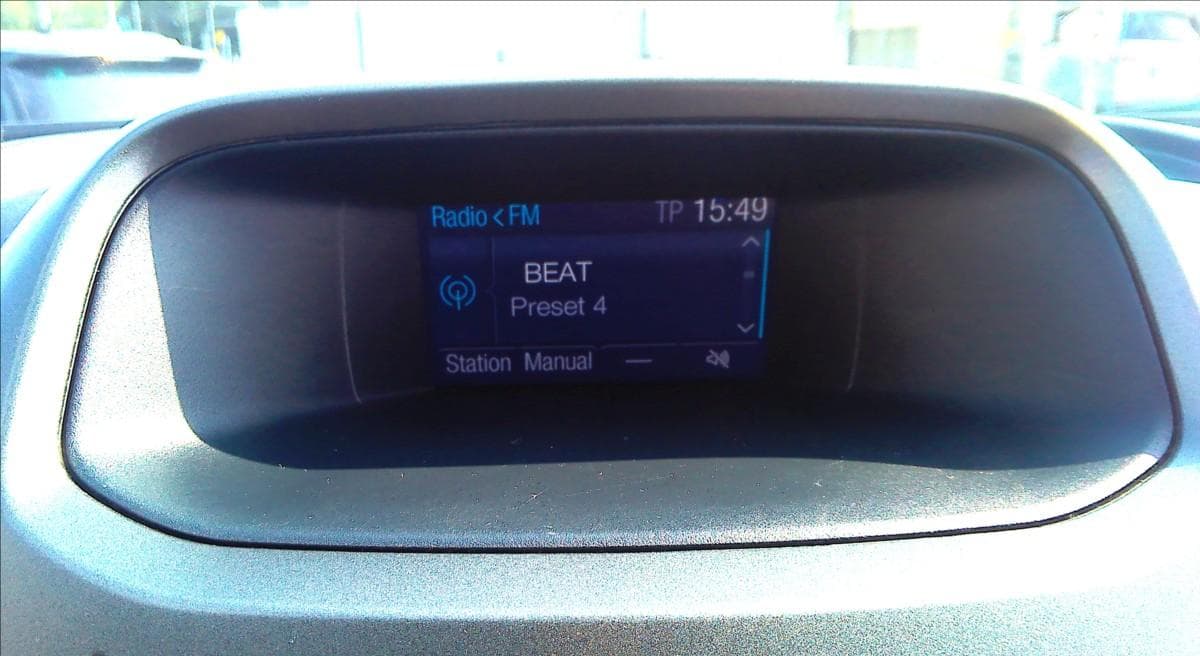 Radio < FM TP 15:49
BEAT
Preset 4
Station Manual —